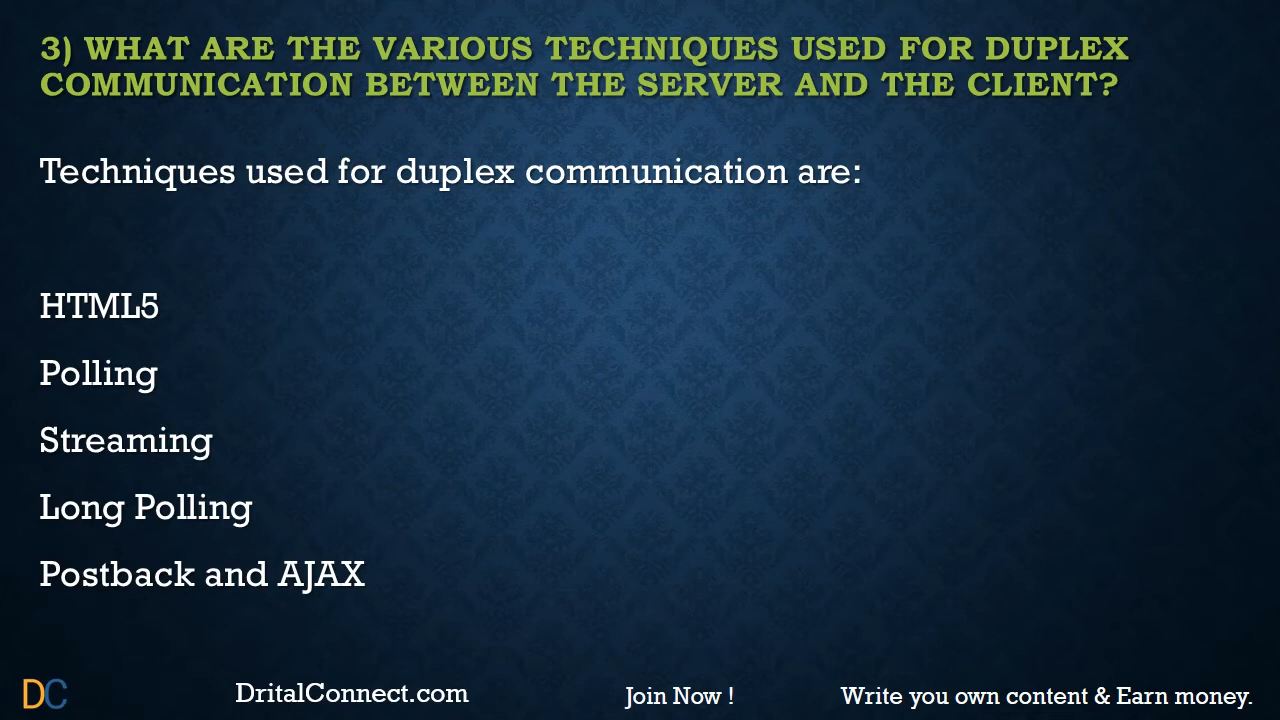 3) WHAT ARE THE VARIOUS TECHNIQUES USED FOR DUPLEX
COMMUNICATION BETWEEN THE SERVER AND THE CLIENT?
Techniques used for duplex communication are:
HTML5
Polling
Streaming
Long Polling
Postback and AJAX
DC
DritalConnect.com
Join Now !
Write you own content & Earn money.